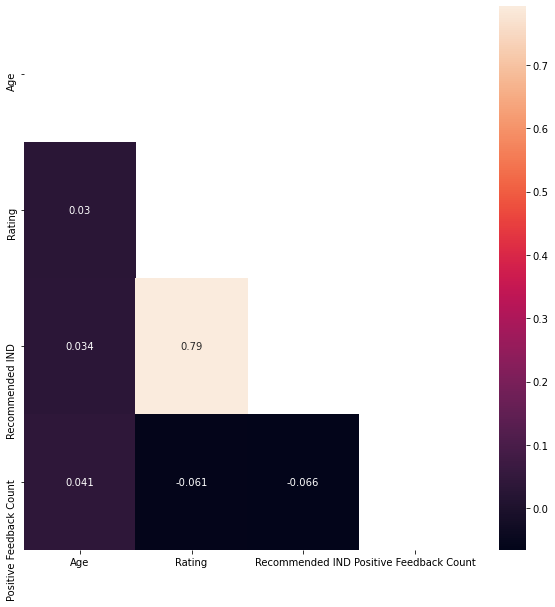 Age
Rating
0.03
Recommended IND
0.034
0.79
Positive Feedback Count
0.041
-0.061
-0.066
Age
Rating
Recommended IND
Positive Feedback Count
0.7
0.6
0.5
0.4
0.3
0.2
0.1
0.0